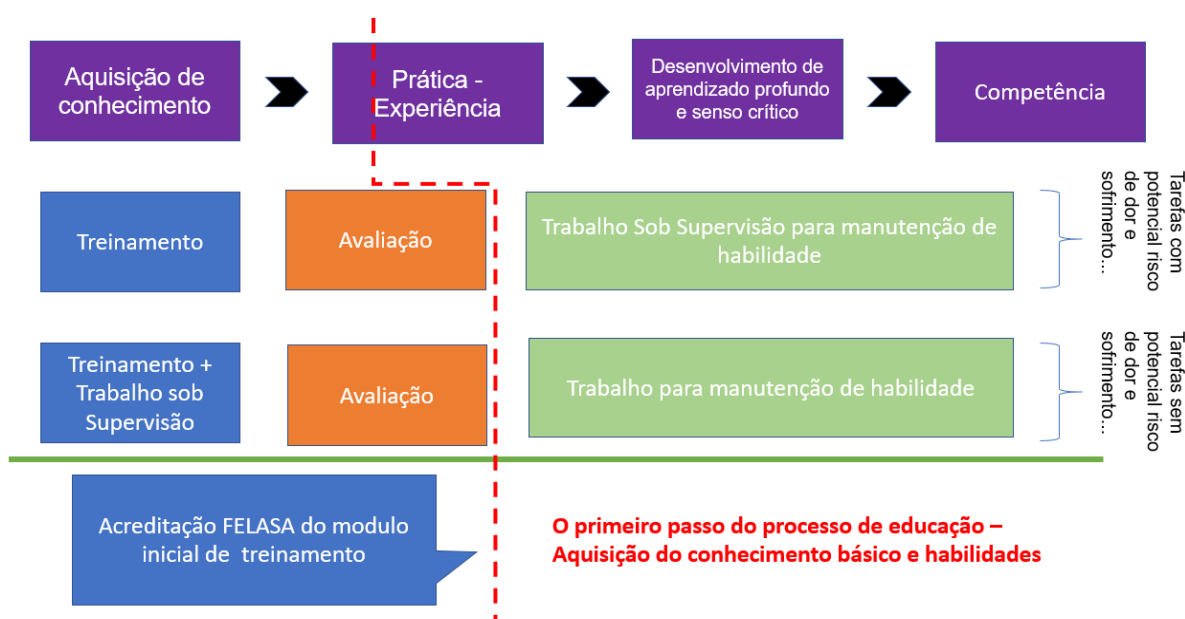 Aquisição de
conhecimento
Prática -
Experiência
Desenvolvimento de
aprendizado profundo
e senso crítico
Competência
Treinamento
Avaliação
Trabalho Sob Supervisão para manutenção de
habilidade
Tarefas com
potencial risco
de dor e
sofrimento...
Treinamento +
Trabalho sob
Supervisão
Avaliação
Trabalho para manutenção de habilidade
Tarefas sem
potencial risco
de dor e
sofrimento...
Acreditação FELASA do modulo
inicial de treinamento
O primeiro passo do processo de educação –
Aquisição do conhecimento básico e habilidades